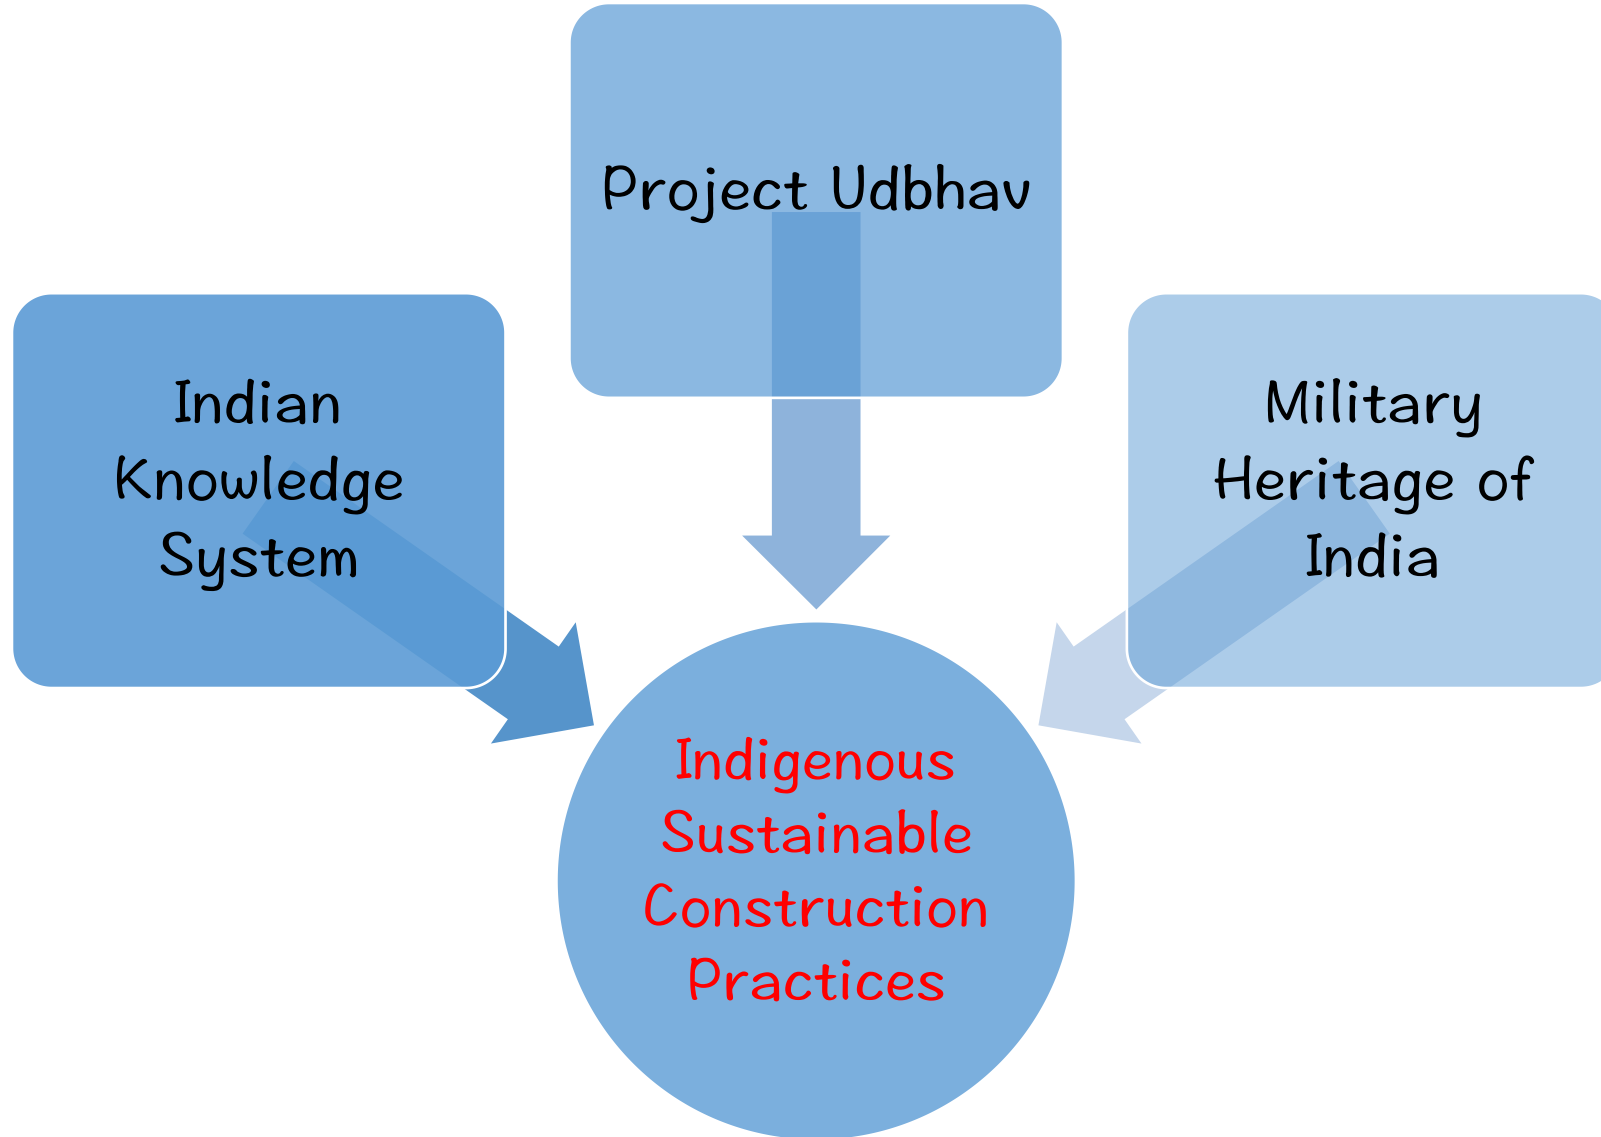 Project Udbhav
Indian
Knowledge
System
Military
Heritage of
India
Indigenous
Sustainable
Construction
Practices